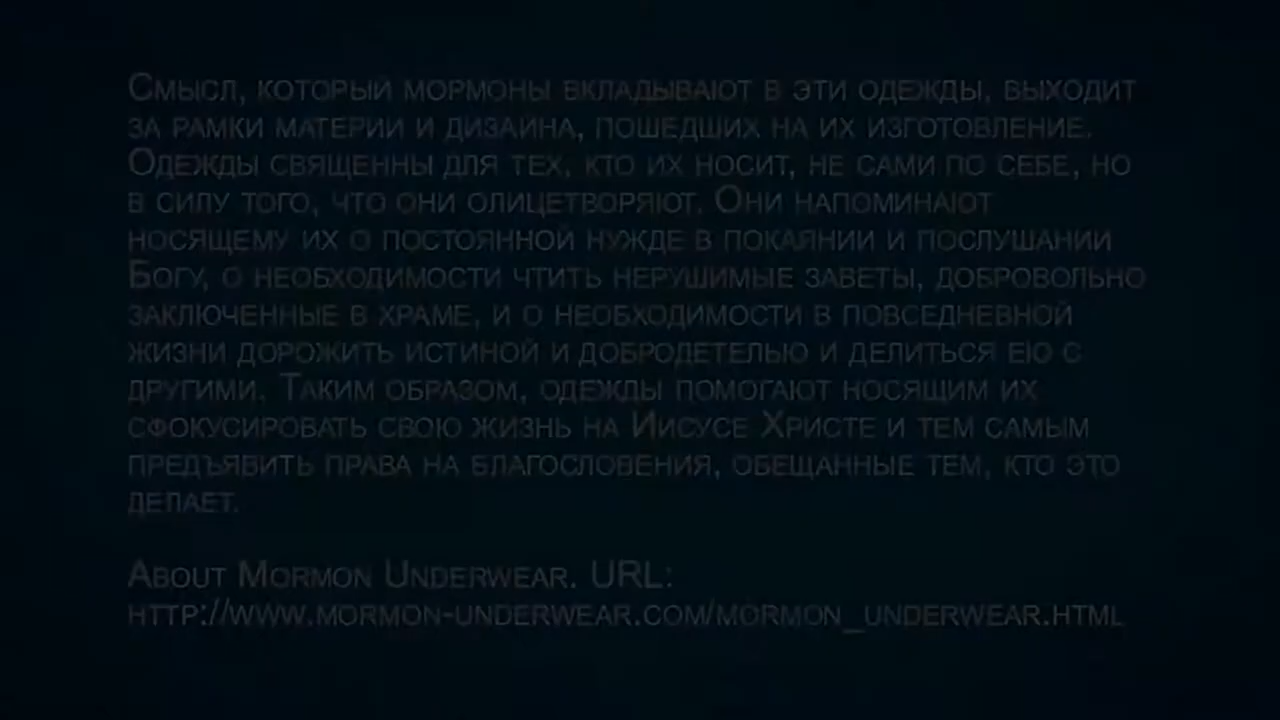 Смысл, который мормоны вкладывают в эти одежды, выходит
за рамки материи и дизайна, пошедших на их изготовление.
Одежды священны для тех, кто их носит, не сами по себе, но
в силу того, что они олицетворяют. Они напоминают
носящему их о постоянной нужде в покаянии и послушании
Богу, о необходимости чтить нерушимые заветы, добровольно
заключенные в храме, и о необходимости в повседневной
жизни дорожить истиной и добродетелью и делиться ею с
другими. Таким образом, одежды помогают носящим их
сфокусировать свою жизнь на Иисусе Христе и тем самым
предъявить права на благословения, обещанные тем, кто это
делает.
About Mormon Underwear. URL:
http://www.mormon-underwear.com/mormon_underwear.html